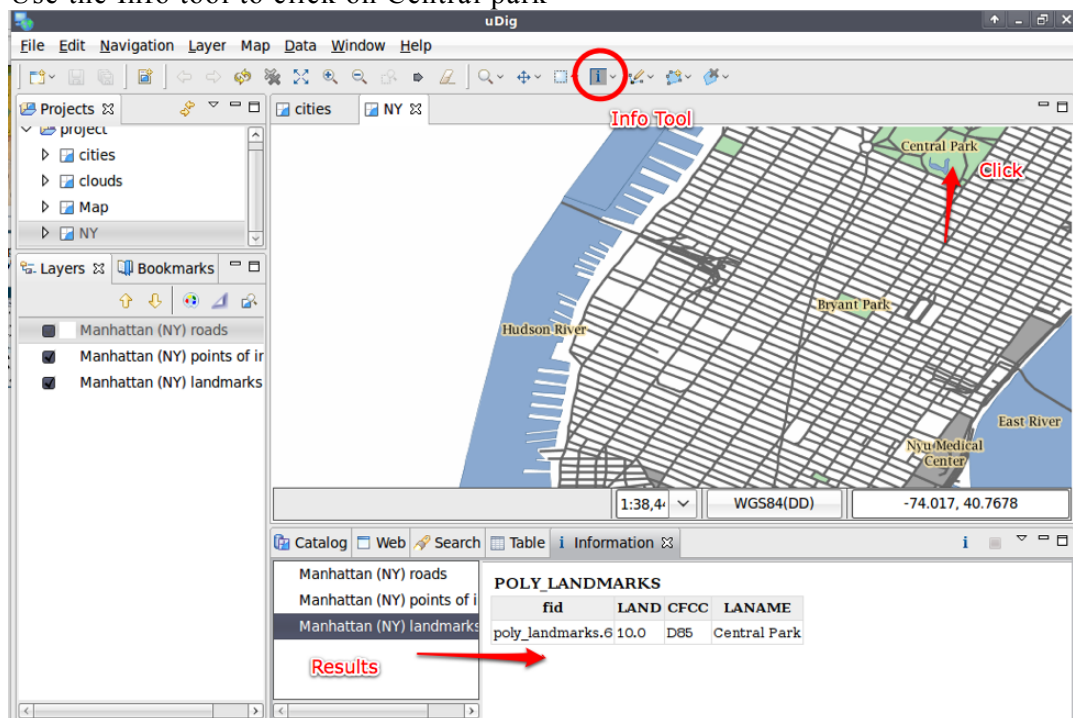 Use the Info tool to click on Central park
uDig
File Edit Navigation Layer Map Data Window Help
Projects
cities
NY
Info Tool
project
cities
clouds
Map
NY
Central Park
Click
Layers
Bookmarks
Manhattan (NY) roads
Manhattan (NY) points of ir
Manhattan (NY) landmarks
Bryant Park
Hudson River
East River
Nyu Medical
Center
1:38,4
WGS84(DD)
-74.017, 40.7678
Catalog Web Search Table Information
Manhattan (NY) roads
Manhattan (NY) points of i
Manhattan (NY) landmarks
POLY_LANDMARKS
fid LAND CFCC LANAME
poly_landmarks.6 10.0 D85 Central Park
Results